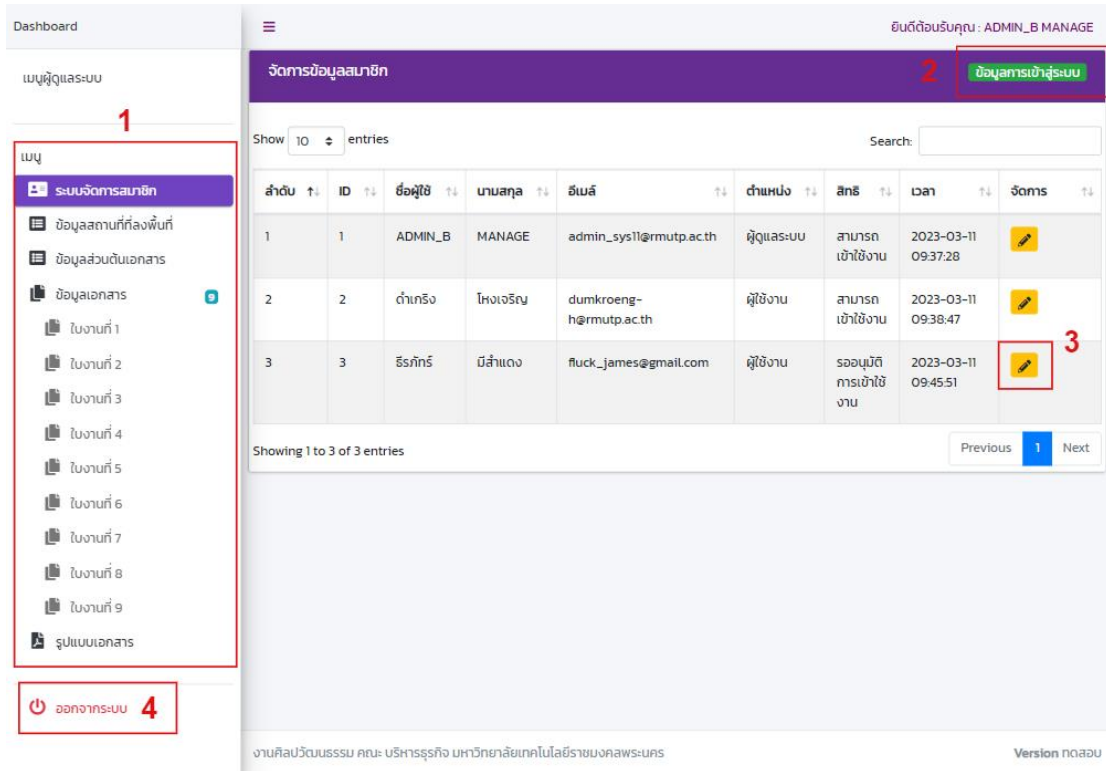 Dashboard
ยินดีต้อนรับคุณ : ADMIN_B MANAGE
เมนูผู้ดูแลระบบ
1
เมนู
ระบบจัดการสมาชิก
ข้อมูลสถานที่ที่ลงพื้นที่
ข้อมูลส่วนต้นเอกสาร
ข้อมูลเอกสาร 9
ใบงานที่ 1
ใบงานที่ 2
ใบงานที่ 3
ใบงานที่ 4
ใบงานที่ 5
ใบงานที่ 6
ใบงานที่ 7
ใบงานที่ 8
ใบงานที่ 9
รูปแบบเอกสาร
ออกจากระบบ 4
จัดการข้อมูลสมาชิก 2 ข้อมูลการเข้าสู่ระบบ
Show 10 entries Search:
ลำดับ ID ชื่อผู้ใช้ นามสกุล อีเมล์ ตำแหน่ง สิทธิ เวลา จัดการ
1 1 ADMIN_B MANAGE admin_sys11@rmutp.ac.th ผู้ดูแลระบบ สามารถ 2023-03-11
เข้าใช้งาน 09:37:28
2 2 ดำเกริง โหงเจริญ dumkroeng- ผู้ใช้งาน สามารถ 2023-03-11
h@rmutp.ac.th เข้าใช้งาน 09:38:47
3
3 3 ธีรภัทร์ มีสำแดง fluck_james@gmail.com ผู้ใช้งาน รออนุมัติ 2023-03-11
การเข้าใช้ 09:45:51
งาน
Showing 1 to 3 of 3 entries Previous 1 Next
งานศิลปวัฒนธรรม คณะ บริหารธุรกิจ มหาวิทยาลัยเทคโนโลยีราชมงคลพระนคร Version ทดสอบ